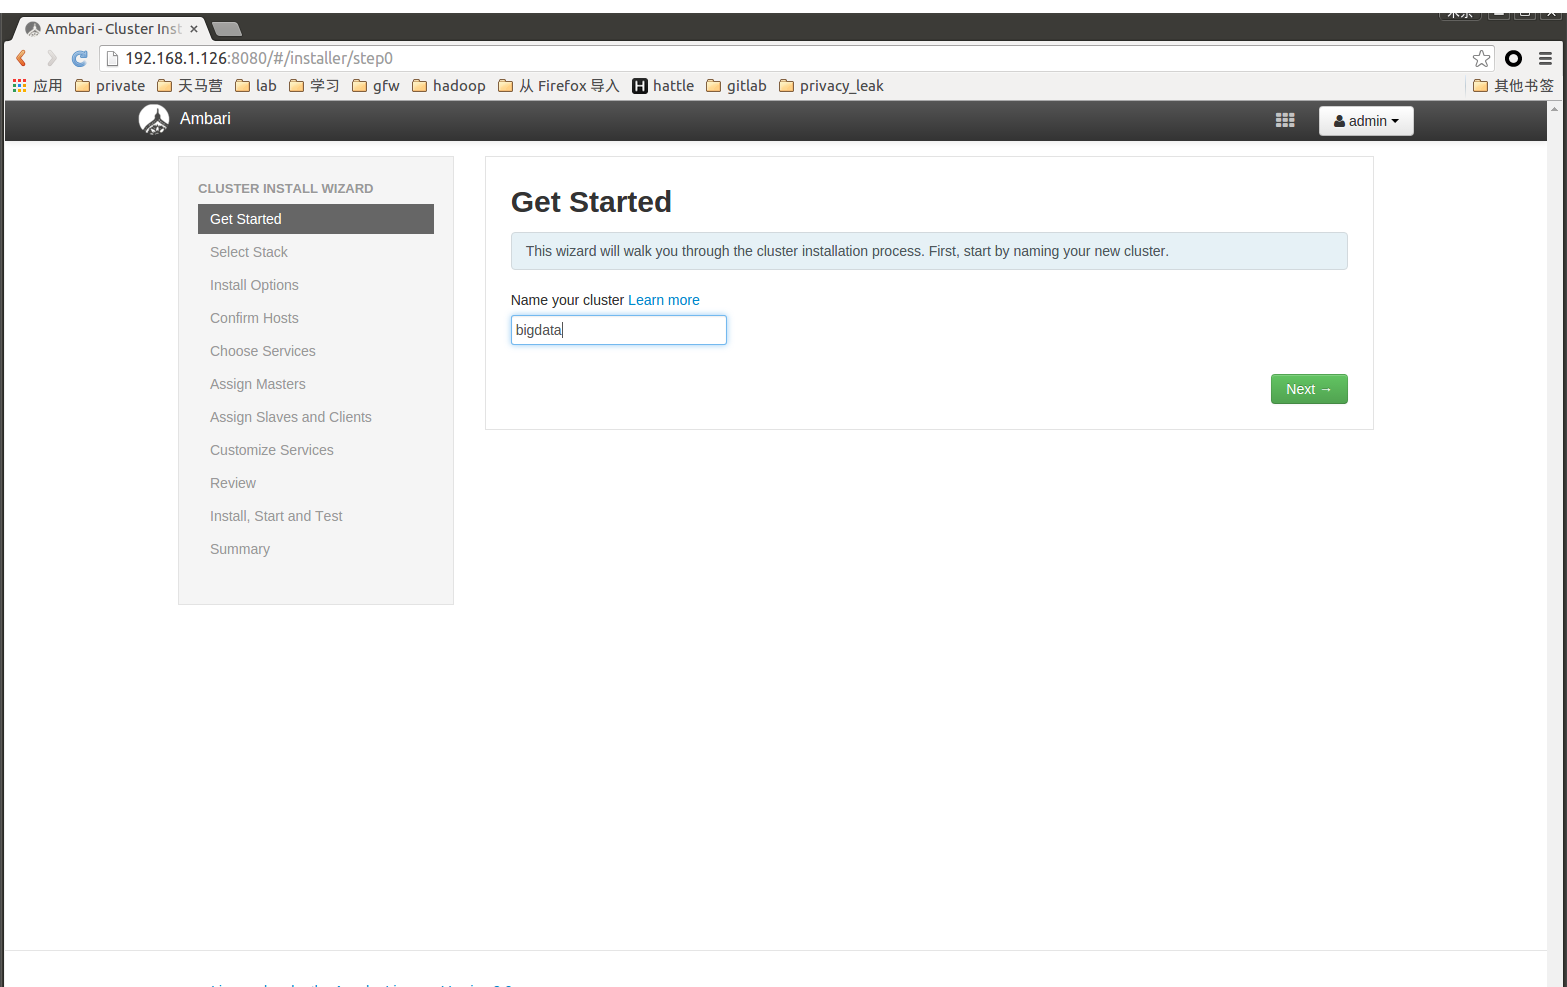 Ambari - Cluster Inst
192.168.1.126:8080/#/installer/step0
应用 private 天马营 lab 学习 gfw hadoop 从 Firefox 导入 hattle gitlab privacy_leak 其他书签
Ambari admin
CLUSTER INSTALL WIZARD
Get Started
Select Stack
Install Options
Confirm Hosts
Choose Services
Assign Masters
Assign Slaves and Clients
Customize Services
Review
Install, Start and Test
Summary
Get Started
This wizard will walk you through the cluster installation process. First, start by naming your new cluster.
Name your cluster Learn more
bigdata
Next →